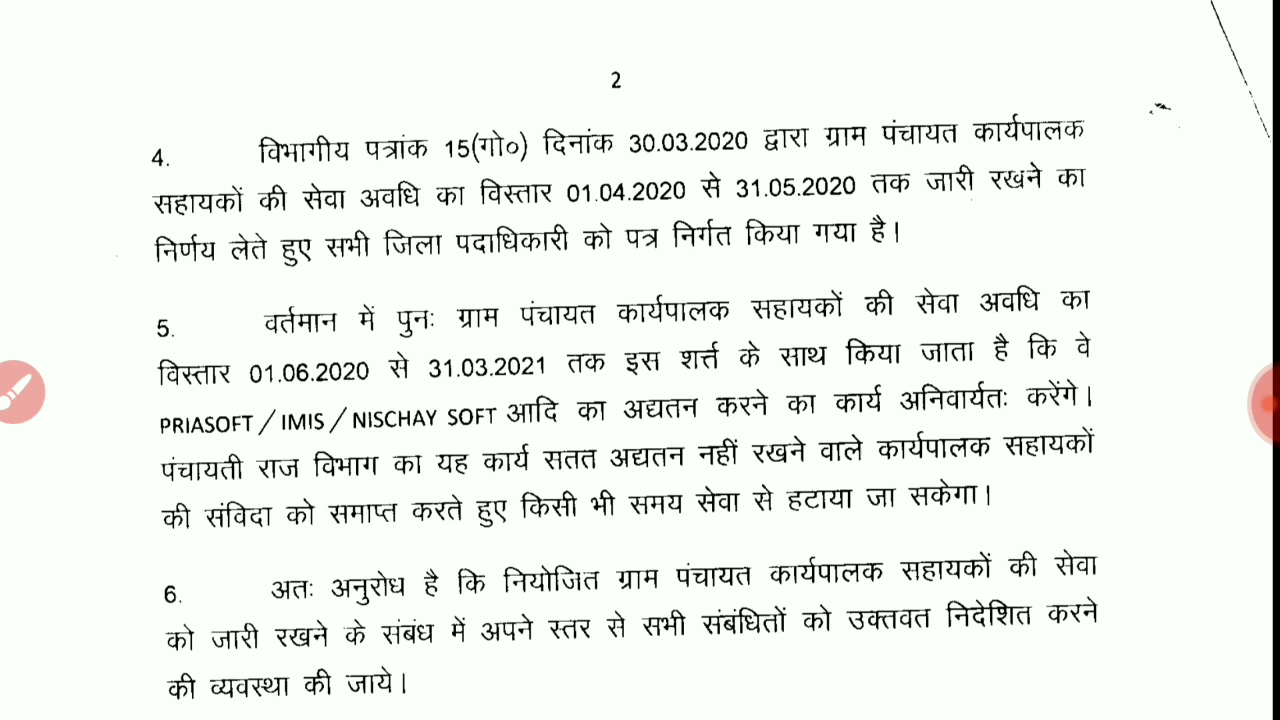 2
4. विभागीय पत्रांक 15(गो०) दिनांक 30.03.2020 द्वारा ग्राम पंचायत कार्यपालक
सहायकों की सेवा अवधि का विस्तार 01.04.2020 से 31.05.2020 तक जारी रखने का
निर्णय लेते हुए सभी जिला पदाधिकारी को पत्र निर्गत किया गया है।
5. वर्तमान में पुनः ग्राम पंचायत कार्यपालक सहायकों की सेवा अवधि का
विस्तार 01.06.2020 से 31.03.2021 तक इस शर्त्त के साथ किया जाता है कि वे
PRIASOFT / IMIS / NISCHAY SOFT आदि का अद्यतन करने का कार्य अनिवार्यतः करेंगे।
पंचायती राज विभाग का यह कार्य सतत अद्यतन नहीं रखने वाले कार्यपालक सहायकों
की संविदा को समाप्त करते हुए किसी भी समय सेवा से हटाया जा सकेगा।
6. अतः अनुरोध है कि नियोजित ग्राम पंचायत कार्यपालक सहायकों की सेवा
को जारी रखने के संबंध में अपने स्तर से सभी संबंधितों को उक्तवत निदेशित करने
की व्यवस्था की जाये।